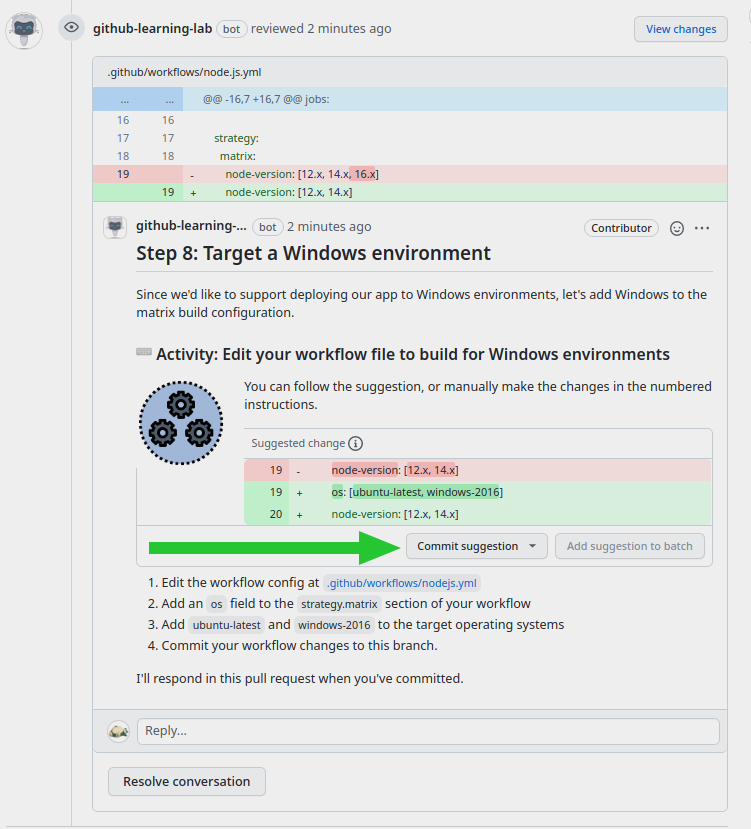 github-learning-lab bot reviewed 2 minutes ago View changes
.github/workflows/node.js.yml
... ... @@ -16,7 +16,7 @@ jobs:
16 16
17 17 strategy:
18 18 matrix:
19 - node-version: [12.x, 14.x, 16.x]
19 + node-version: [12.x, 14.x]
github-learning-... bot 2 minutes ago Contributor ...
Step 8: Target a Windows environment
Since we'd like to support deploying our app to Windows environments, let's add Windows to the
matrix build configuration.
Activity: Edit your workflow file to build for Windows environments
You can follow the suggestion, or manually make the changes in the numbered
instructions.
Suggested change
19 - node-version: [12.x, 14.x]
19 + os: [ubuntu-latest, windows-2016]
20 + node-version: [12.x, 14.x]
Commit suggestion Add suggestion to batch
1. Edit the workflow config at .github/workflows/nodejs.yml
2. Add an os field to the strategy.matrix section of your workflow
3. Add ubuntu-latest and windows-2016 to the target operating systems
4. Commit your workflow changes to this branch.
I'll respond in this pull request when you've committed.
Reply...
Resolve conversation